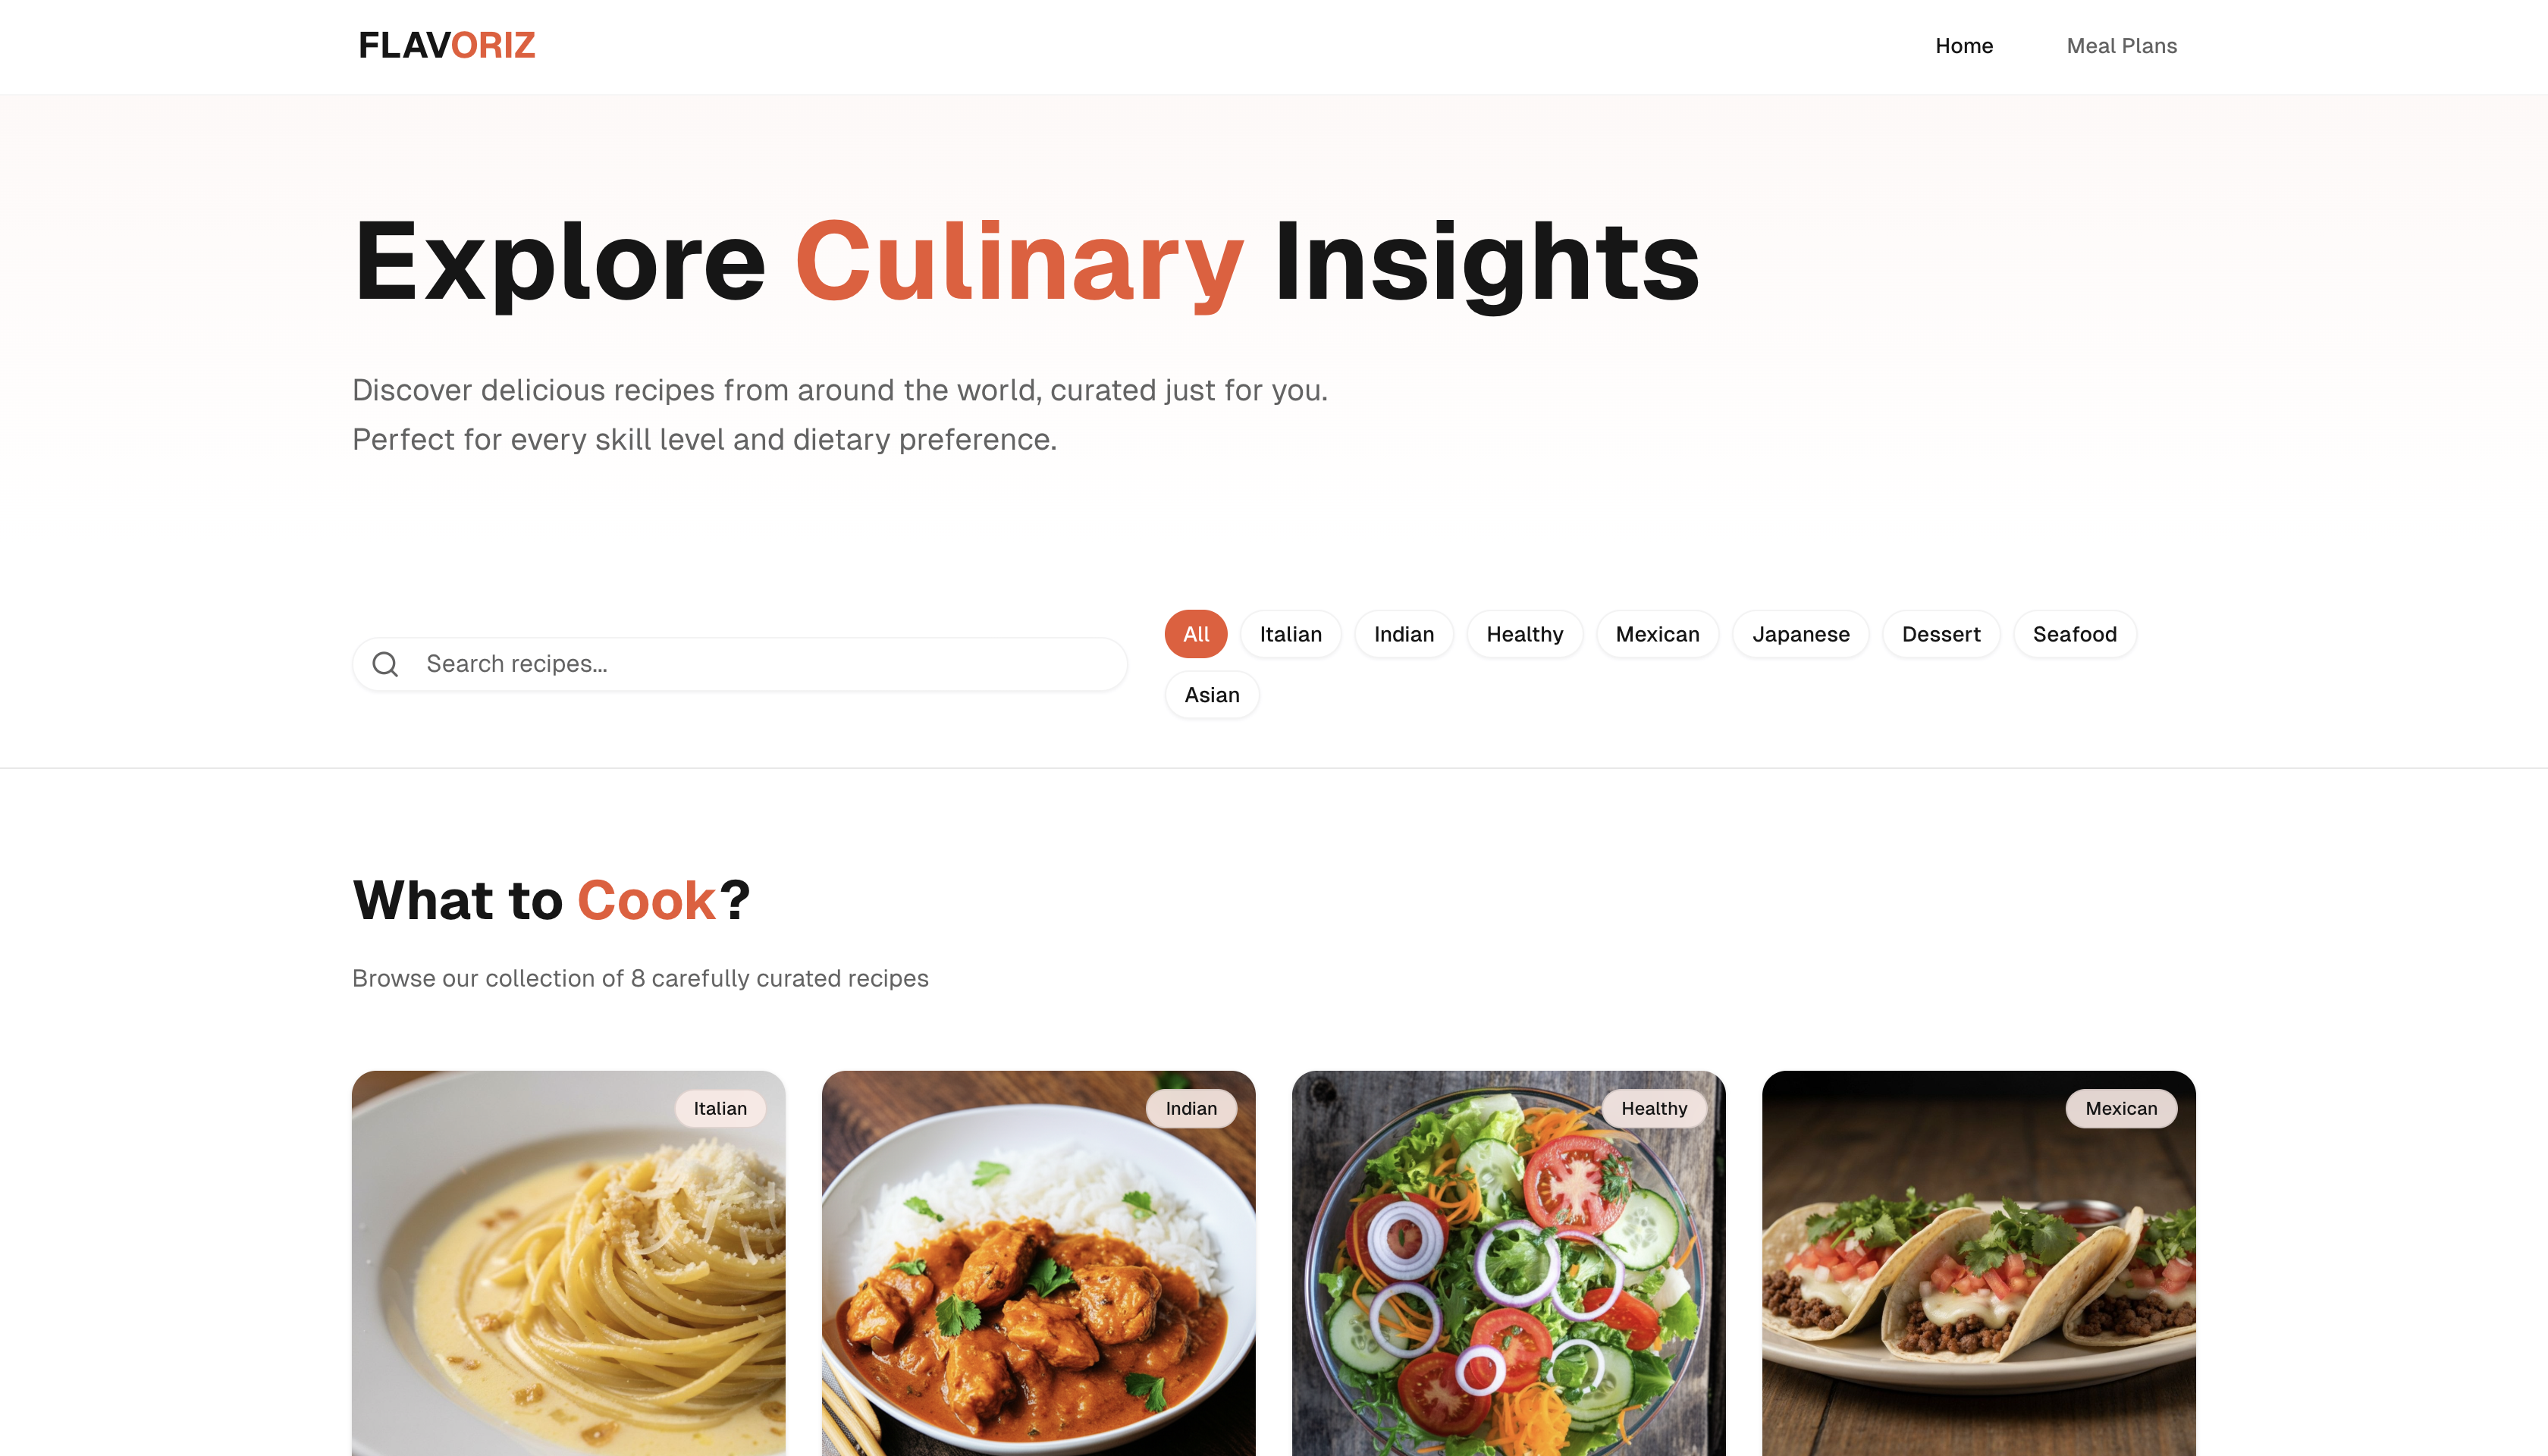 FLAVORIZ
Home
Meal Plans
Explore Culinary Insights
Discover delicious recipes from around the world, curated just for you.
Perfect for every skill level and dietary preference.
Search recipes...
All
Italian
Indian
Healthy
Mexican
Japanese
Dessert
Seafood
Asian
What to Cook?
Browse our collection of 8 carefully curated recipes
Italian
Indian
Healthy
Mexican